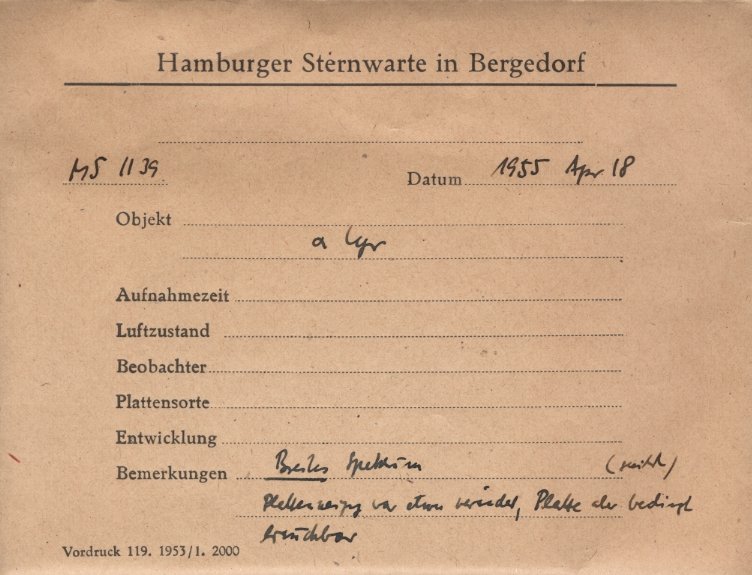 Hamburger Sternwarte in Bergedorf
MS 1139 Datum 1955 Apr 18
Objekt
α Lyr
Aufnahmezeit
Luftzustand
Beobachter
Plattensorte
Entwicklung
Bemerkungen Breites Spektrum
Plattenneigung war etwas verändert, Platte aber bedingt
brauchbar
Vordruck 119. 1953/1. 2000